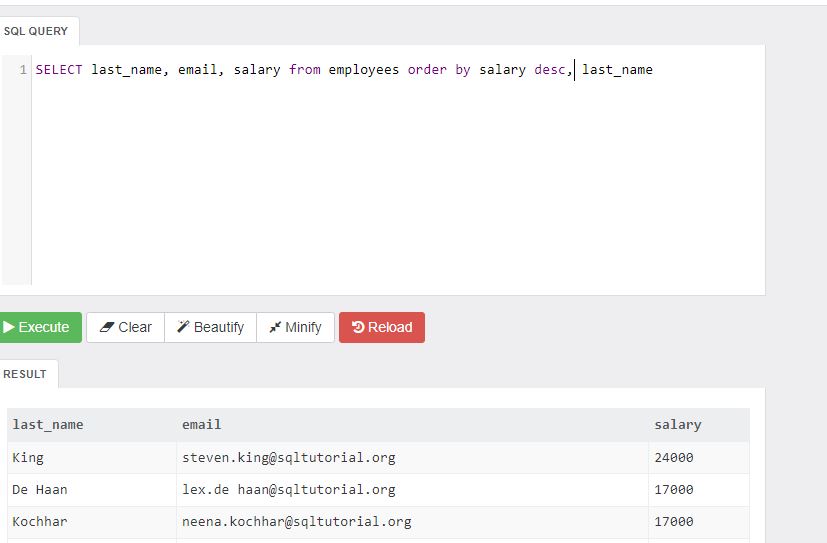 SQL QUERY
1 SELECT last_name, email, salary from employees order by salary desc, last_name
Execute Clear Beautify Minify Reload
RESULT
last_name email salary
King steven.king@sqltutorial.org 24000
De Haan lex.de haan@sqltutorial.org 17000
Kochhar neena.kochhar@sqltutorial.org 17000